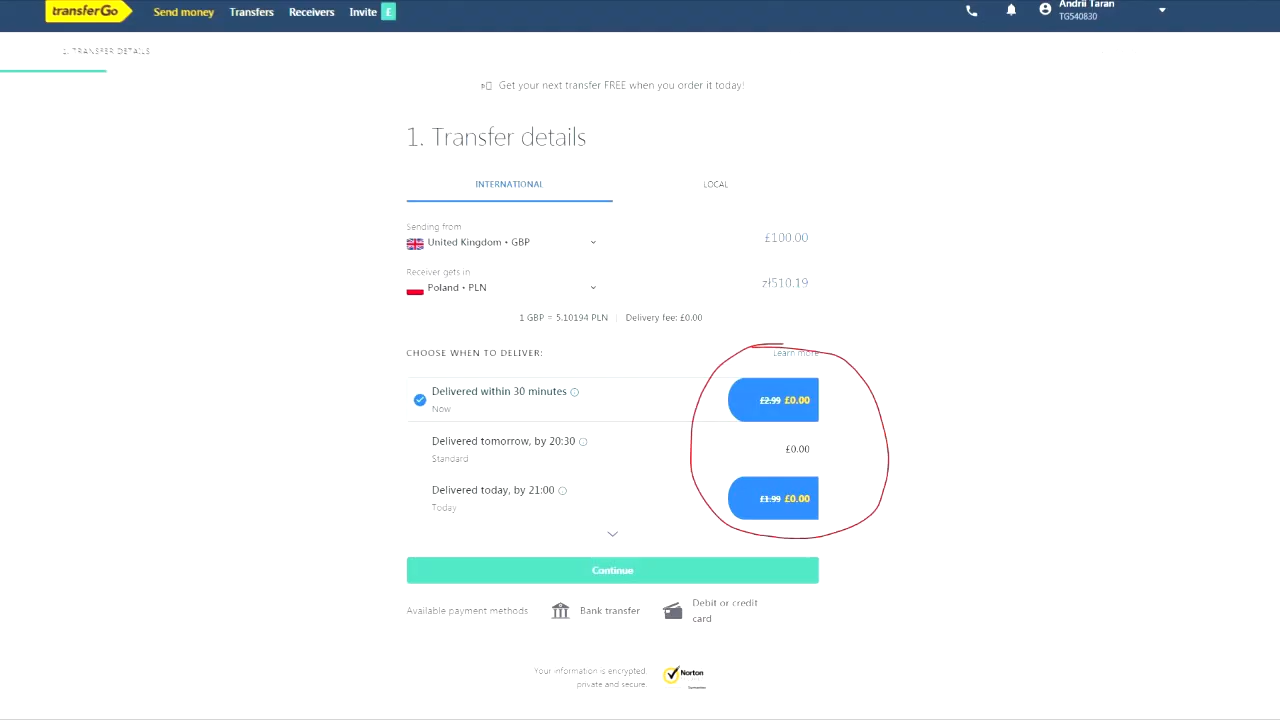 transferGo Send money Transfers Receivers Invite £ Andrii Taran
TG540830
1. TRANSFER DETAILS
Get your next transfer FREE when you order it today!
1. Transfer details
INTERNATIONAL LOCAL
Sending from
United Kingdom • GBP £100.00
Receiver gets in
Poland • PLN zł510.19
1 GBP = 5.10194 PLN | Delivery fee: £0.00
CHOOSE WHEN TO DELIVER: Learn more
Delivered within 30 minutes £2.99 £0.00
Now
Delivered tomorrow, by 20:30 £0.00
Standard
Delivered today, by 21:00 £1.99 £0.00
Today
Continue
Available payment methods Bank transfer Debit or credit
card
Your information is encrypted,
private and secure.
Norton